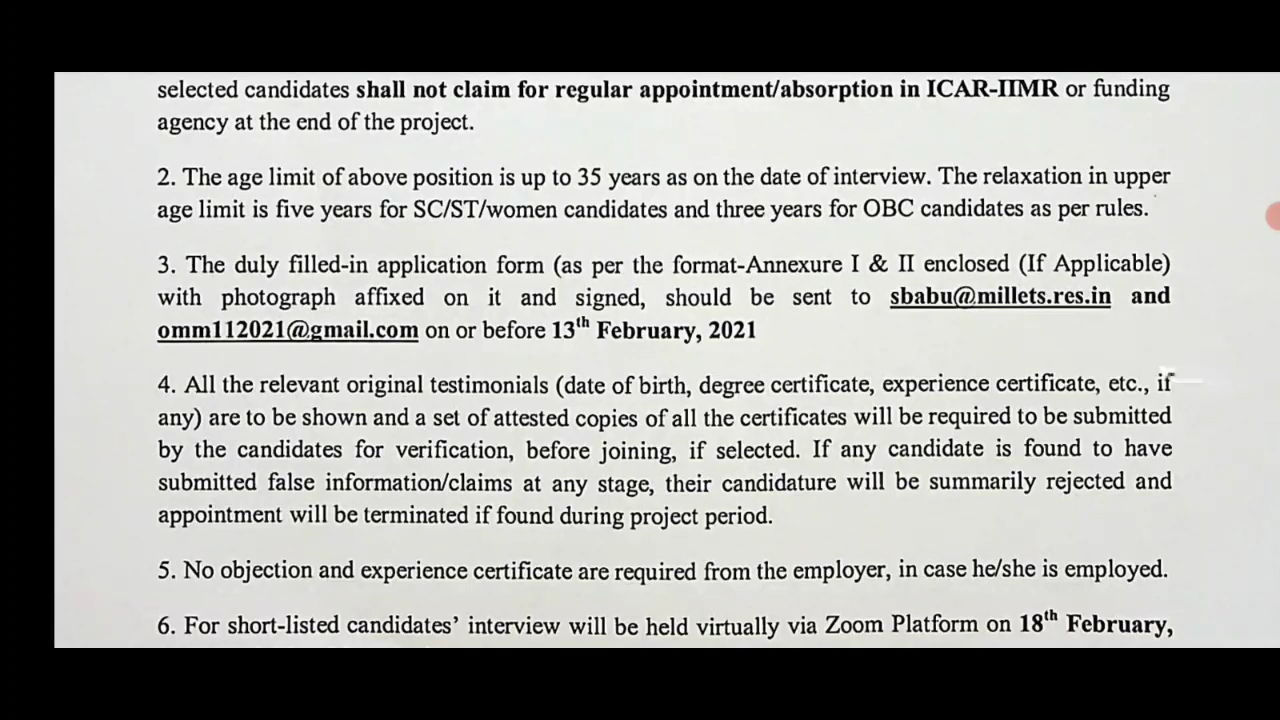 selected candidates shall not claim for regular appointment/absorption in ICAR-IIMR or funding
agency at the end of the project.
2. The age limit of above position is up to 35 years as on the date of interview. The relaxation in upper
age limit is five years for SC/ST/women candidates and three years for OBC candidates as per rules.
3. The duly filled-in application form (as per the format-Annexure I & II enclosed (If Applicable)
with photograph affixed on it and signed, should be sent to sbabu@millets.res.in and
omm112021@gmail.com on or before 13th February, 2021
4. All the relevant original testimonials (date of birth, degree certificate, experience certificate, etc., if
any) are to be shown and a set of attested copies of all the certificates will be required to be submitted
by the candidates for verification, before joining, if selected. If any candidate is found to have
submitted false information/claims at any stage, their candidature will be summarily rejected and
appointment will be terminated if found during project period.
5. No objection and experience certificate are required from the employer, in case he/she is employed.
6. For short-listed candidates' interview will be held virtually via Zoom Platform on 18th February,